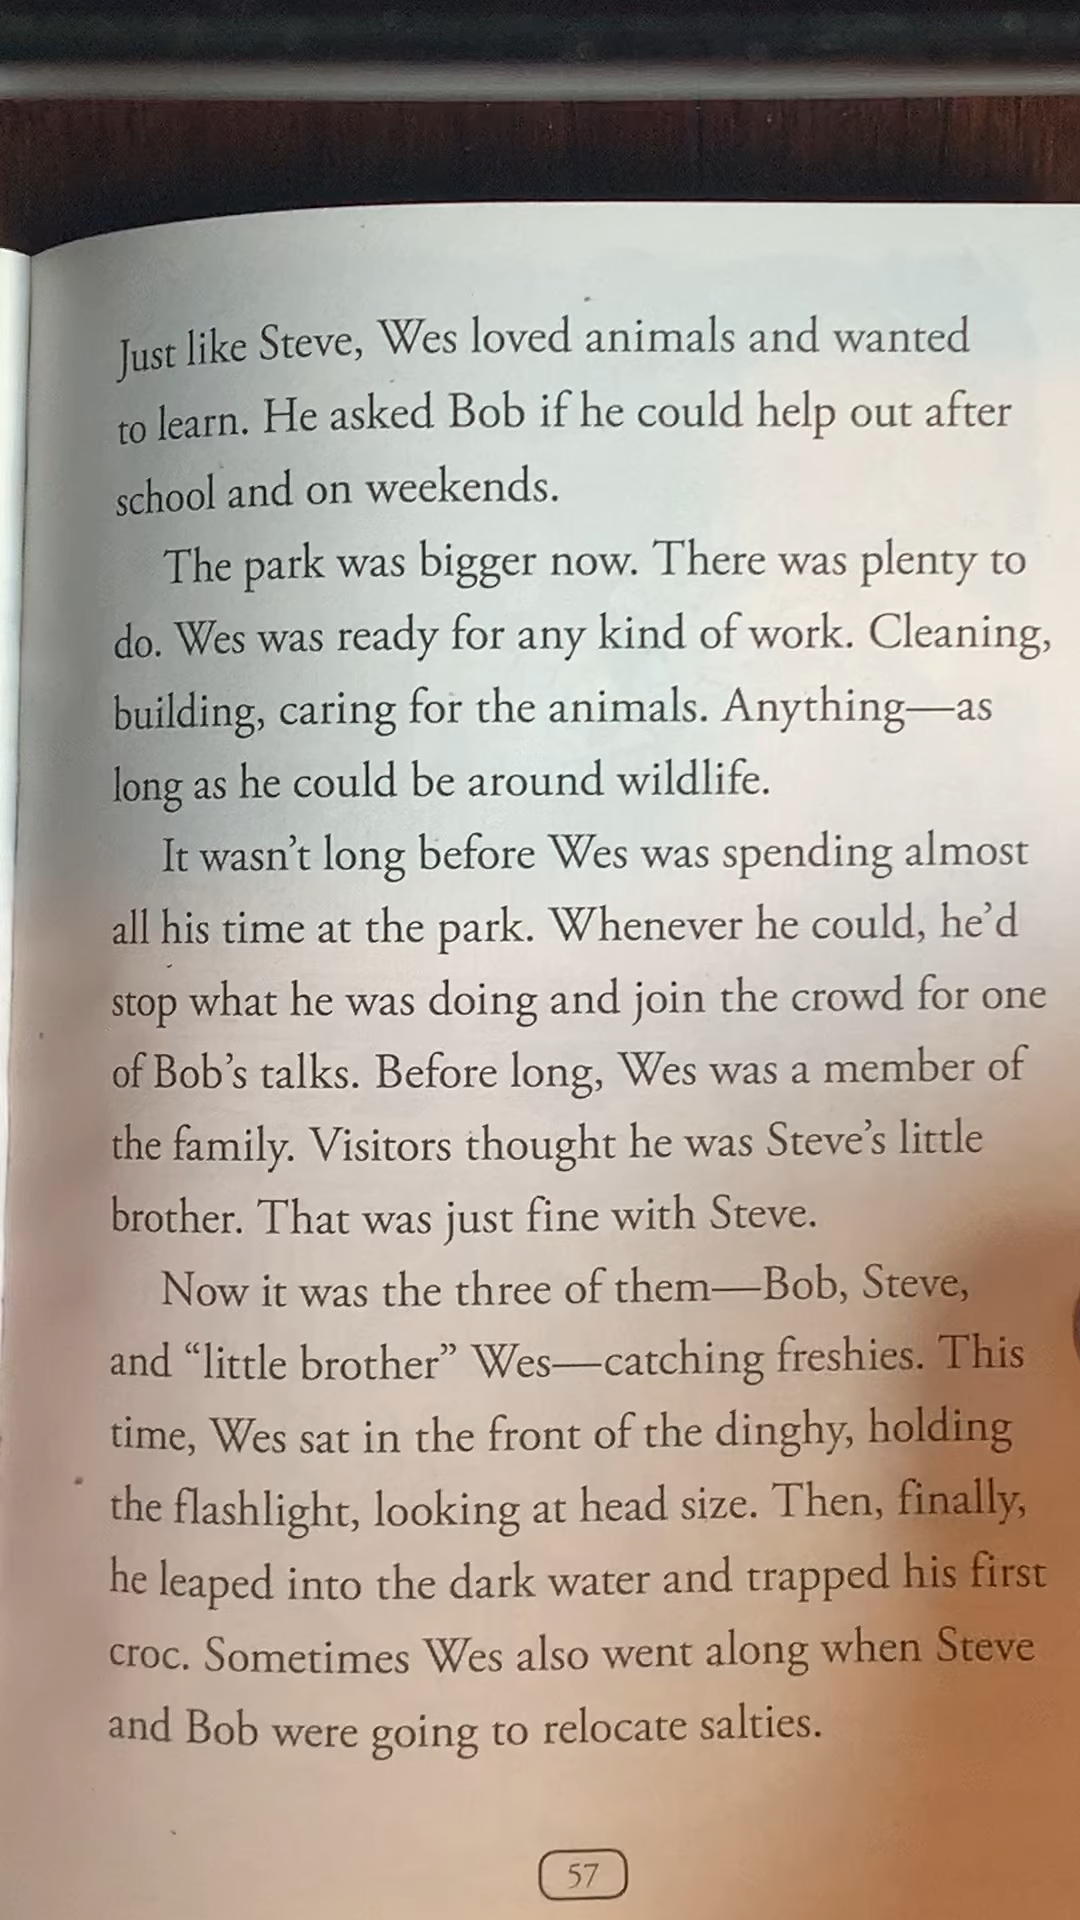 Just like Steve, Wes loved animals and wanted
to learn. He asked Bob if he could help out after
school and on weekends.
The park was bigger now. There was plenty to
do. Wes was ready for any kind of work. Cleaning,
building, caring for the animals. Anything—as
long as he could be around wildlife.
It wasn’t long before Wes was spending almost
all his time at the park. Whenever he could, he’d
stop what he was doing and join the crowd for one
of Bob’s talks. Before long, Wes was a member of
the family. Visitors thought he was Steve’s little
brother. That was just fine with Steve.
Now it was the three of them—Bob, Steve,
and “little brother” Wes—catching freshies. This
time, Wes sat in the front of the dinghy, holding
the flashlight, looking at head size. Then, finally,
he leaped into the dark water and trapped his first
croc. Sometimes Wes also went along when Steve
and Bob were going to relocate salties.
57